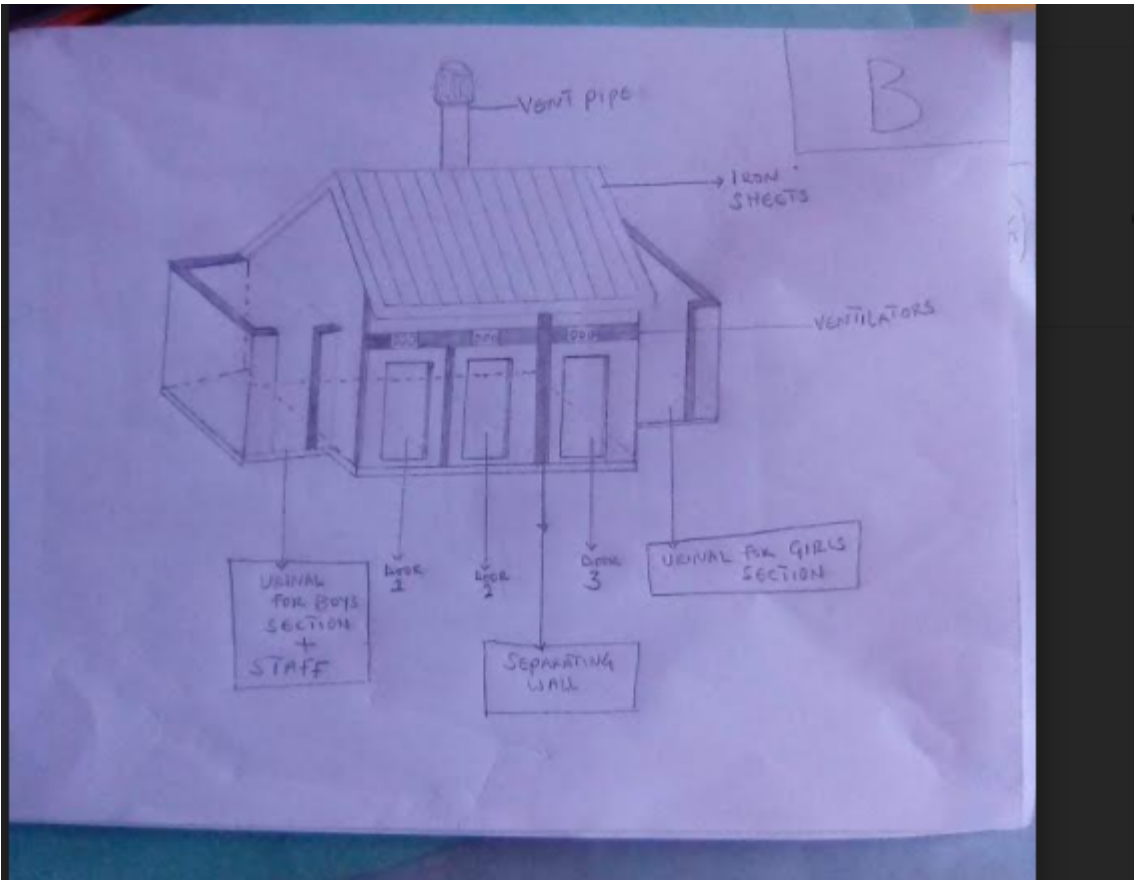 B
VENT PIPE
IRON
SHEETS
VENTILATORS
DOOR
1
DOOR
2
DOOR
3
URINAL FOR GIRLS
SECTION
URINAL
FOR BOYS
SECTION
+
STAFF
SEPARATING
WALL